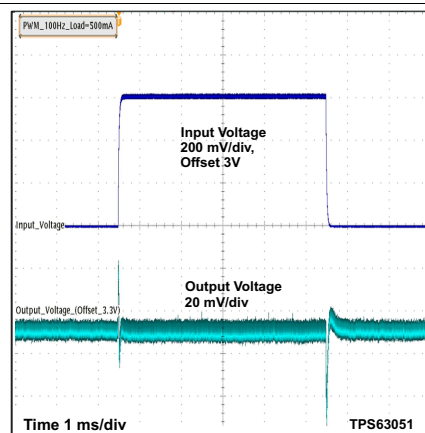 PWM_100Hz_Load=500mA
Input Voltage
200 mV/div,
Offset 3V
Input_Voltage
Output Voltage
20 mV/div
Output_Voltage_(Offset_3.3V)
Time 1 ms/div
TPS63051